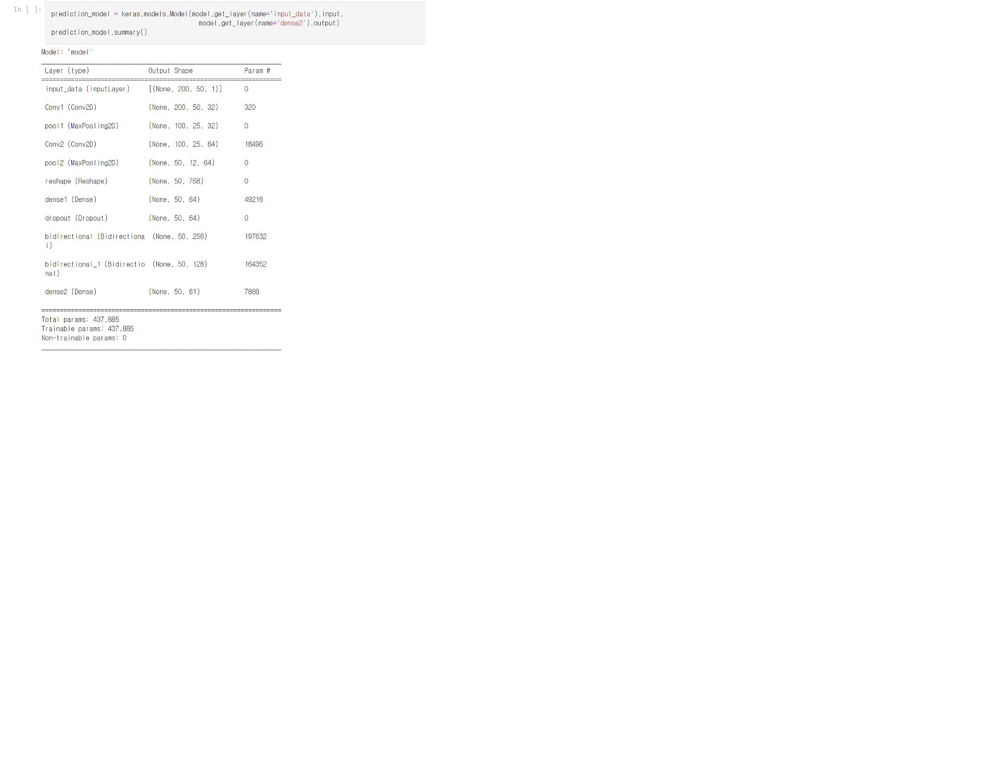 In [ ]:
prediction_model = keras.models.Model(model.get_layer(name='input_data').input,
model.get_layer(name='dense2').output)
prediction_model.summary()
Model: "model"
_________________________________________________________________
Layer (type) Output Shape Param #
=================================================================
input_data (InputLayer) [(None, 200, 50, 1)] 0
Conv1 (Conv2D) (None, 200, 50, 32) 320
pool1 (MaxPooling2D) (None, 100, 25, 32) 0
Conv2 (Conv2D) (None, 100, 25, 64) 18496
pool2 (MaxPooling2D) (None, 50, 12, 64) 0
reshape (Reshape) (None, 50, 768) 0
dense1 (Dense) (None, 50, 64) 49216
dropout (Dropout) (None, 50, 64) 0
bidirectional (Bidirectiona (None, 50, 256) 197632
l)
bidirectional_1 (Bidirectio (None, 50, 128) 164352
nal)
dense2 (Dense) (None, 50, 61) 7869
=================================================================
Total params: 437,885
Trainable params: 437,885
Non-trainable params: 0
_________________________________________________________________